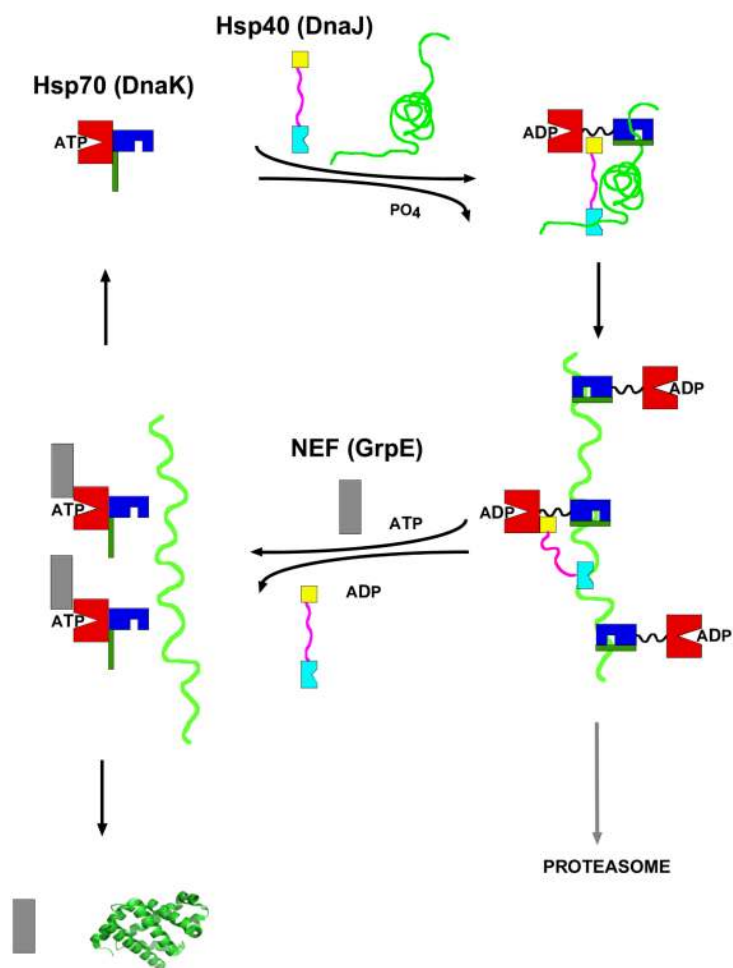 Hsp40 (DnaJ)
Hsp70 (DnaK)
ATP
ADP
PO4
ADP
NEF (GrpE)
ATP
ADP
ATP
ADP
ATP
ADP
PROTEASOME